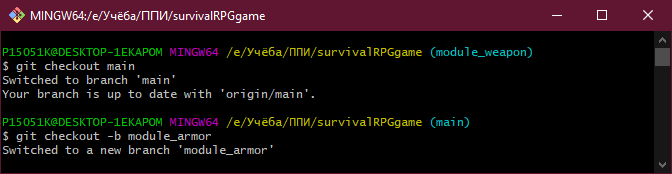 MINGW64:/e/Учёба/ППИ/survivalRPGgame
P15O51K@DESKTOP-1EKAPOM MINGW64 /e/Учёба/ППИ/survivalRPGgame (module_weapon)
$ git checkout main
Switched to branch 'main'
Your branch is up to date with 'origin/main'.
P15O51K@DESKTOP-1EKAPOM MINGW64 /e/Учёба/ППИ/survivalRPGgame (main)
$ git checkout -b module_armor
Switched to a new branch 'module_armor'